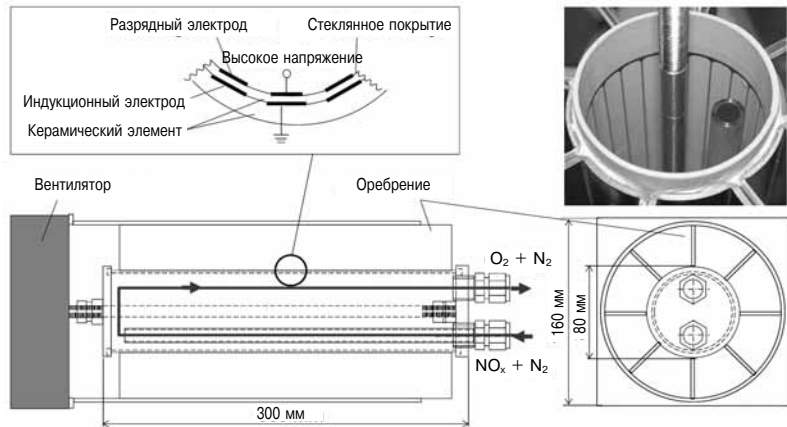 Разрядный электрод
Стеклянное покрытие
Высокое напряжение
Индукционный электрод
Керамический элемент
Вентилятор
Оребрение
O₂ + N₂
NOₓ + N₂
300 мм
160 мм
80 мм